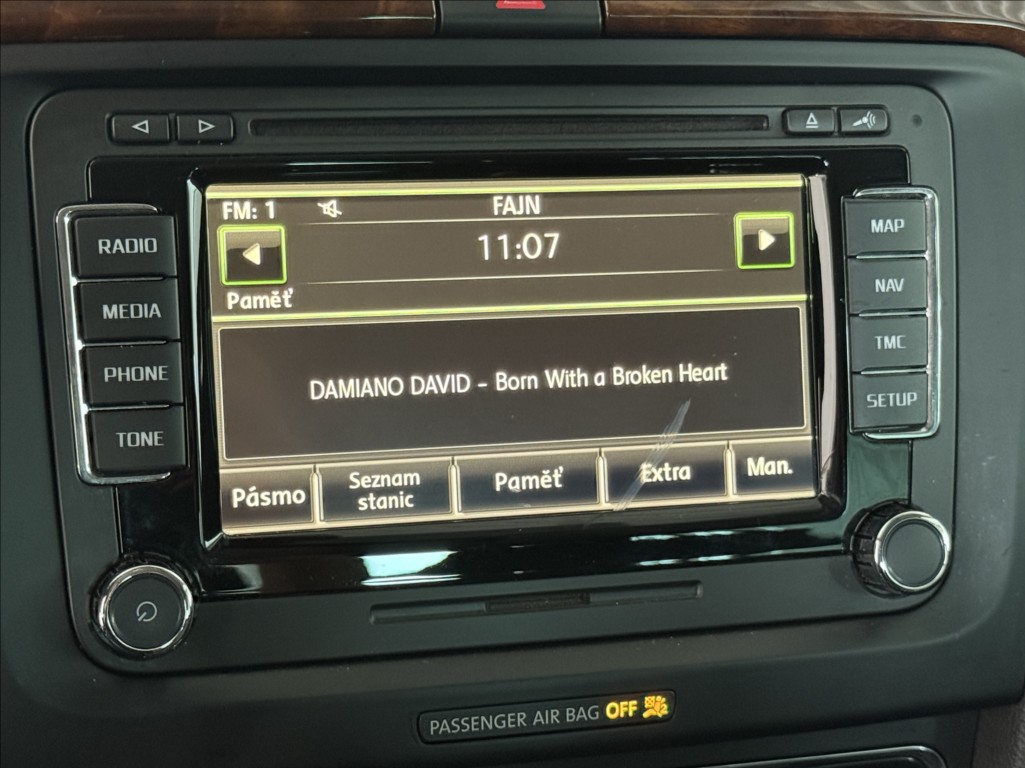 FM: 1 FAJN
11:07
Paměť
DAMIANO DAVID - Born With a Broken Heart
Pásmo Seznam stanic Paměť Extra Man.
RADIO
MEDIA
PHONE
TONE
MAP
NAV
TMC
SETUP
PASSENGER AIR BAG OFF